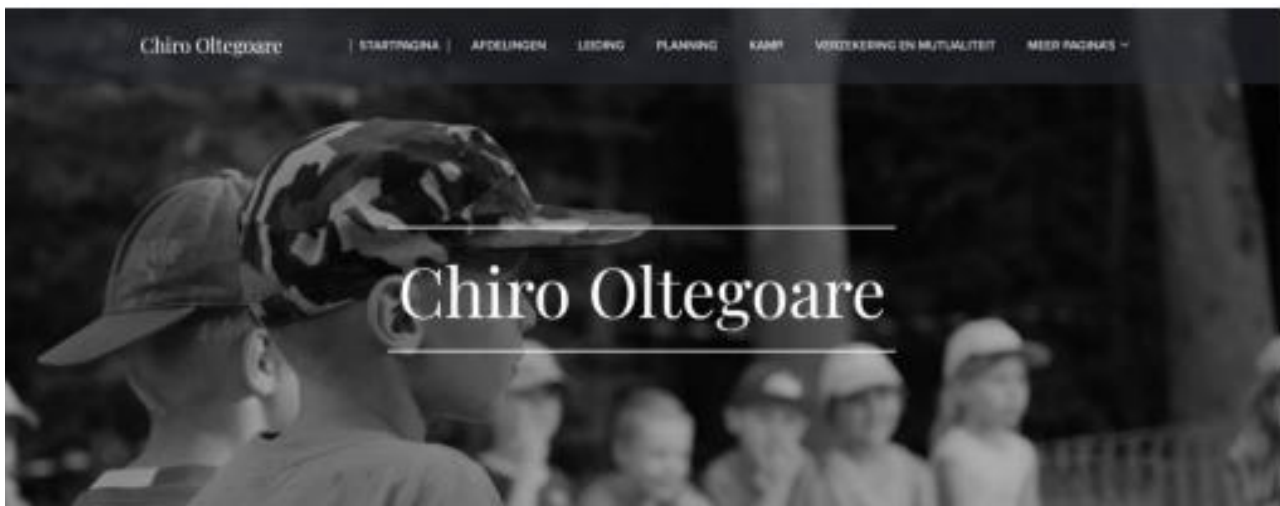 Chiro Oltegoare | STARTPAGINA | AFDELINGEN LEIDING PLANNING KAMP VERZEKERING EN MUTUALITEIT MEER PAGINA'S
Chiro Oltegoare